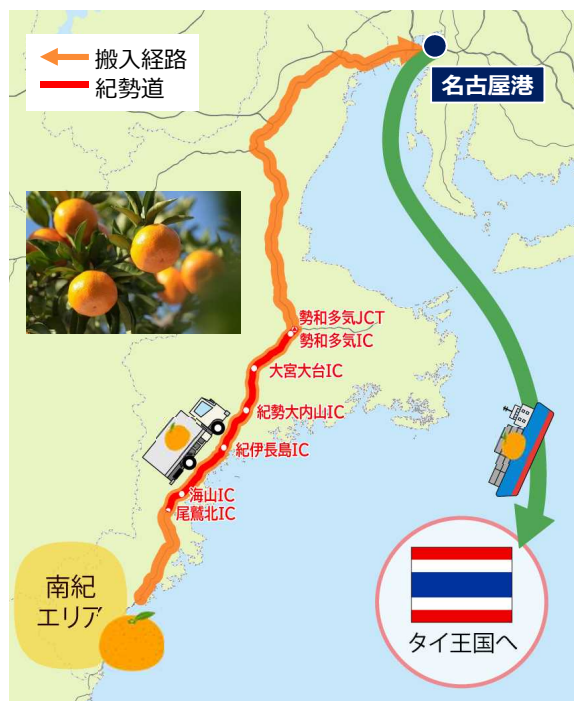 搬入経路
紀勢道
名古屋港
勢和多気JCT
勢和多気IC
大宮大台IC
紀勢大内山IC
紀伊長島IC
海山IC
尾鷲北IC
南紀
エリア
タイ王国へ